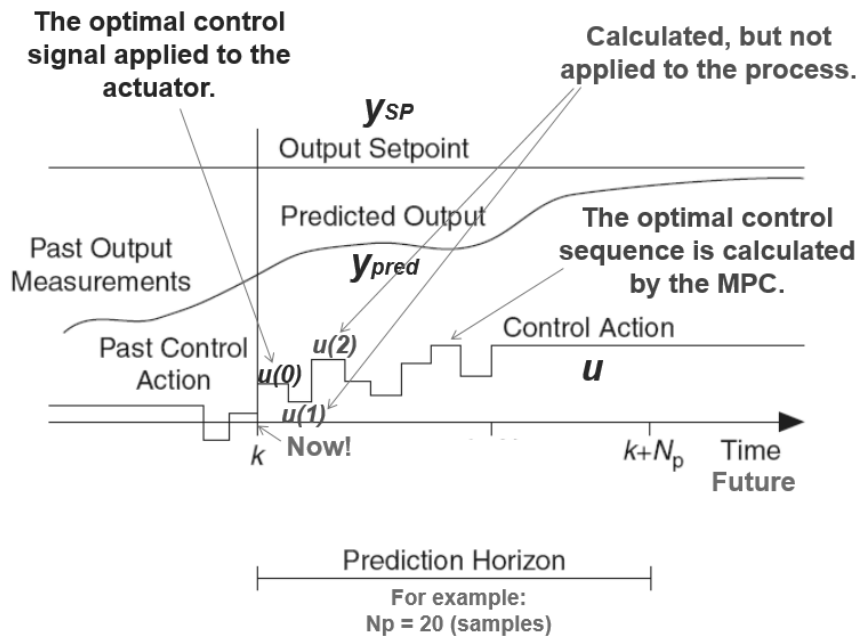 The optimal control
signal applied to the
actuator.
Calculated, but not
applied to the process.
ySP
Output Setpoint
Predicted Output
ypred
Past Output
Measurements
The optimal control
sequence is calculated
by the MPC.
Past Control
Action
u(0)
u(2)
u(1)
Control Action
u
k
Now!
k+Np
Time
Future
Prediction Horizon
For example:
Np = 20 (samples)